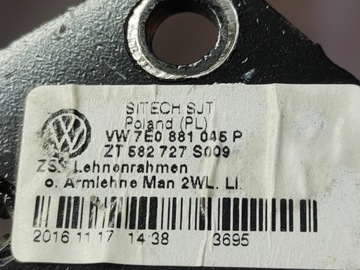 SITECH SJT
Poland (PL)
VW 7E0 881 045 P
ZT 582 727 S009
ZS. Lehnenrahmen
o. Armlehne Man 2WL. LI.
2016 11 17 14:38 3695